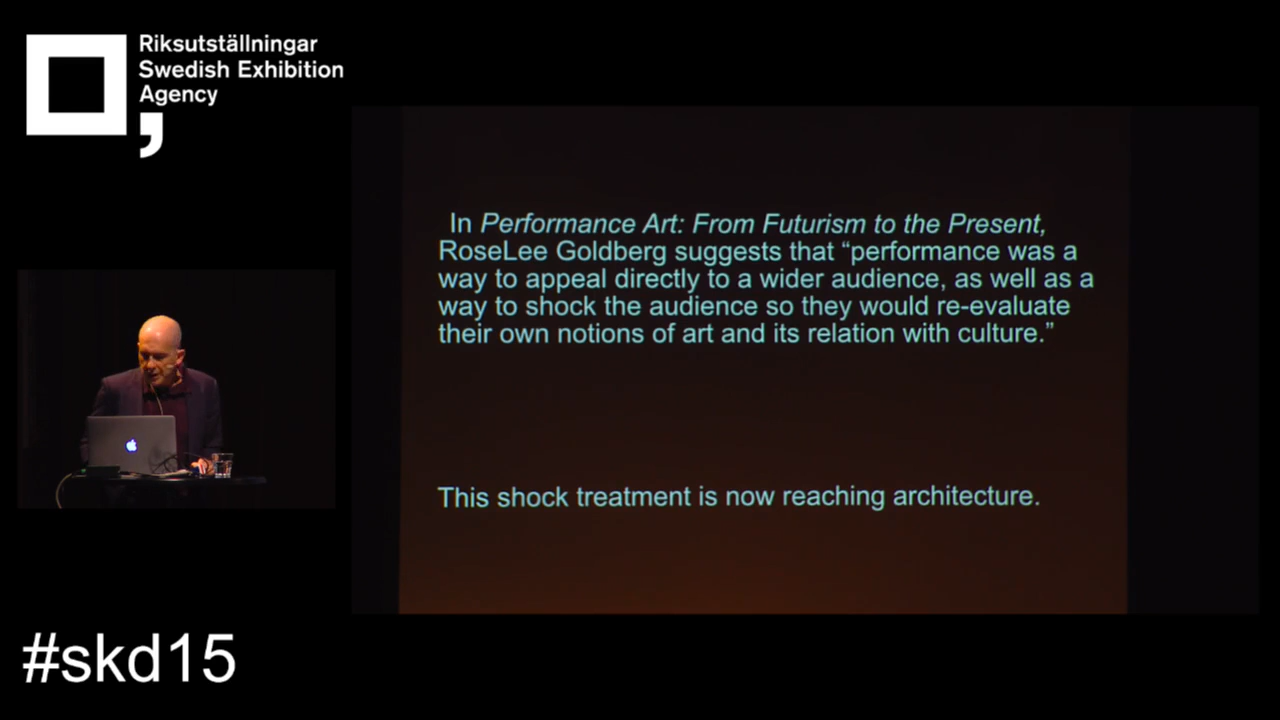 Riksutställningar
Swedish Exhibition
Agency
In Performance Art: From Futurism to the Present,
RoseLee Goldberg suggests that “performance was a
way to appeal directly to a wider audience, as well as a
way to shock the audience so they would re-evaluate
their own notions of art and its relation with culture.”
This shock treatment is now reaching architecture.
#skd15